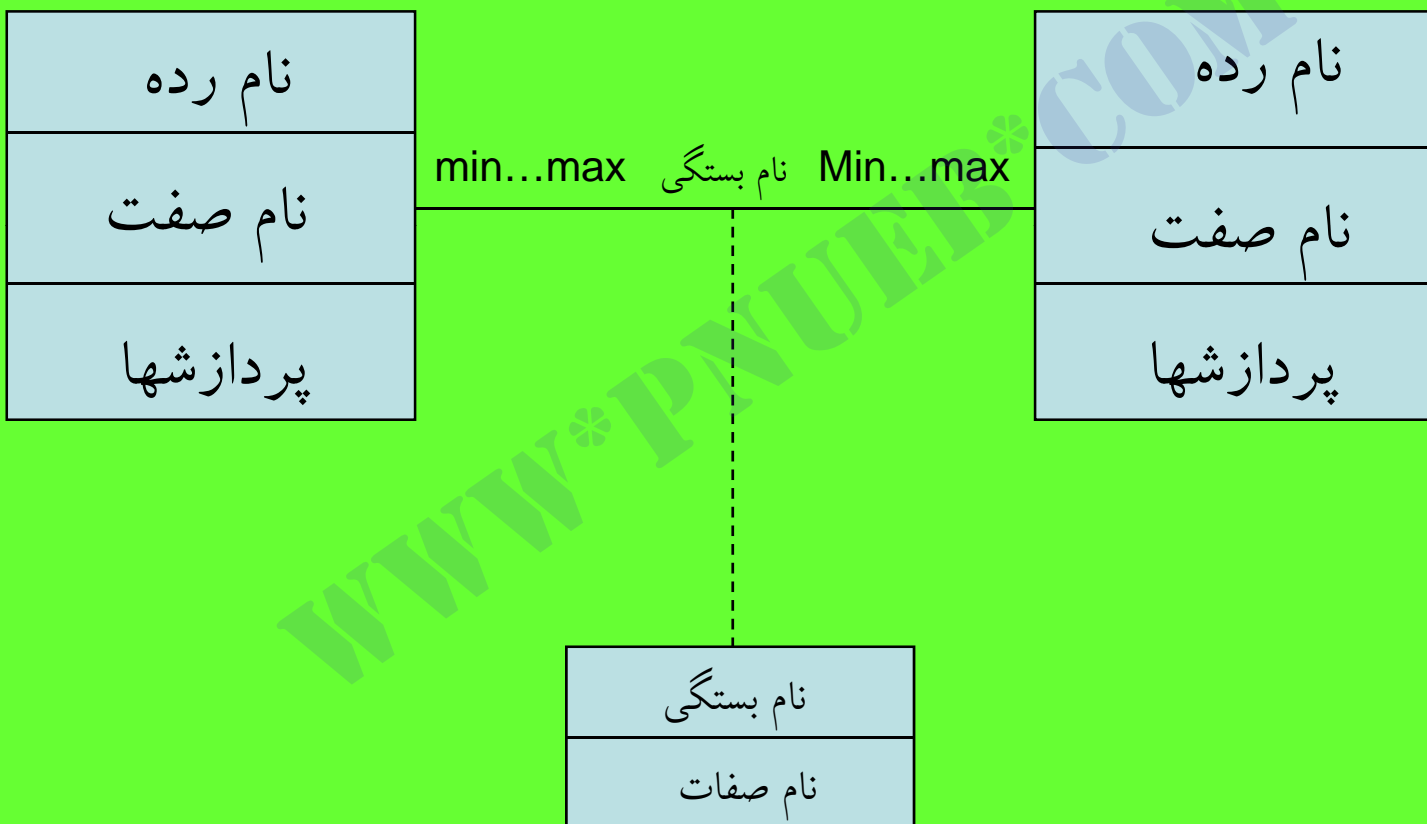 نام رده
نام صفت
پردازشها
min...max نام بستگی Min...max
نام رده
نام صفت
پردازشها
نام بستگی
نام صفات
WWW*PNUEB*COM